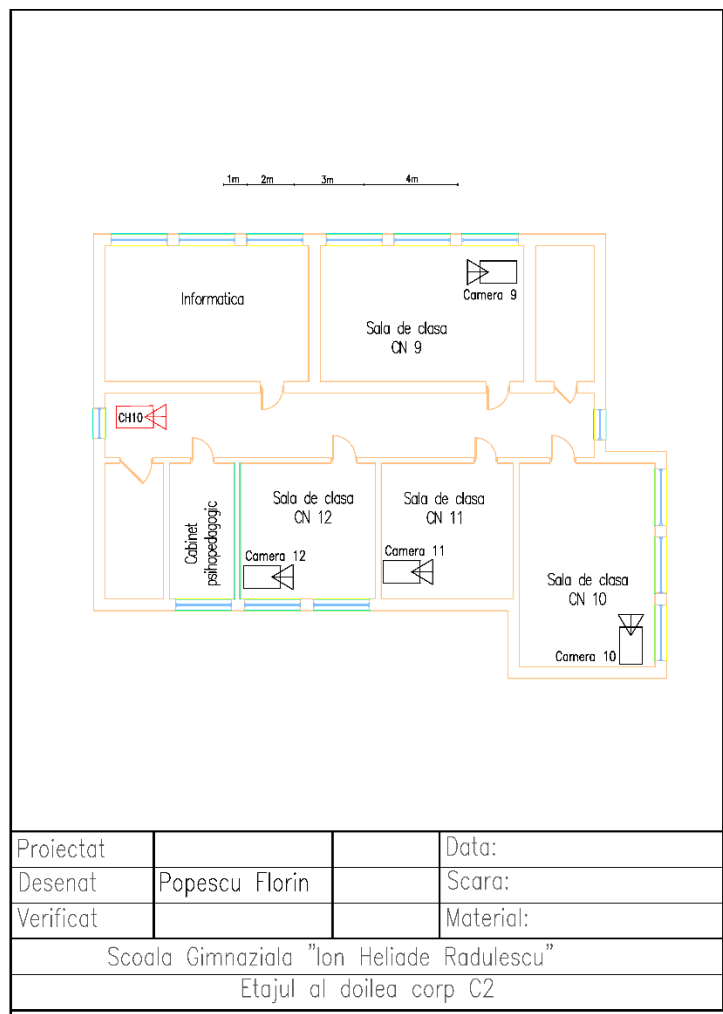 1m 2m 3m 4m
Informatica
Camera 9
Sala de clasa
CN 9
CH10
Cabinet
psihopedagogic
Sala de clasa
CN 12
Camera 12
Sala de clasa
CN 11
Camera 11
Sala de clasa
CN 10
Camera 10
Proiectat
Data:
Desenat
Popescu Florin
Scara:
Verificat
Material:
Scoala Gimnaziala "Ion Heliade Radulescu"
Etajul al doilea corp C2